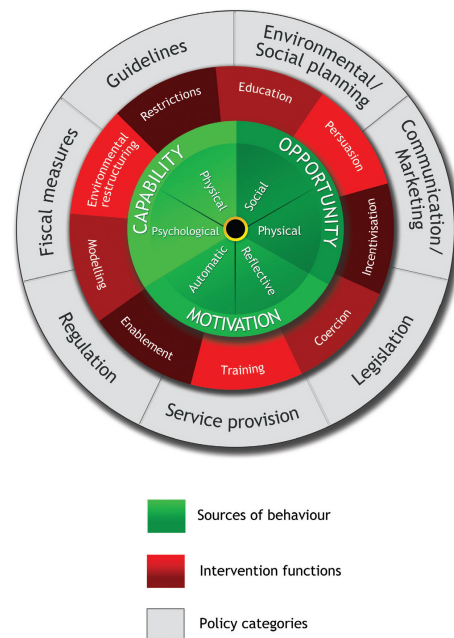 Guidelines
Environmental/
Social planning
Communication/
Marketing
Legislation
Service provision
Regulation
Fiscal measures
Restrictions
Education
Persuasion
Incentivisation
Coercion
Training
Enablement
Modelling
Environmental
restructuring
CAPABILITY
OPPORTUNITY
MOTIVATION
Physical
Social
Physical
Reflective
Automatic
Psychological
Sources of behaviour
Intervention functions
Policy categories